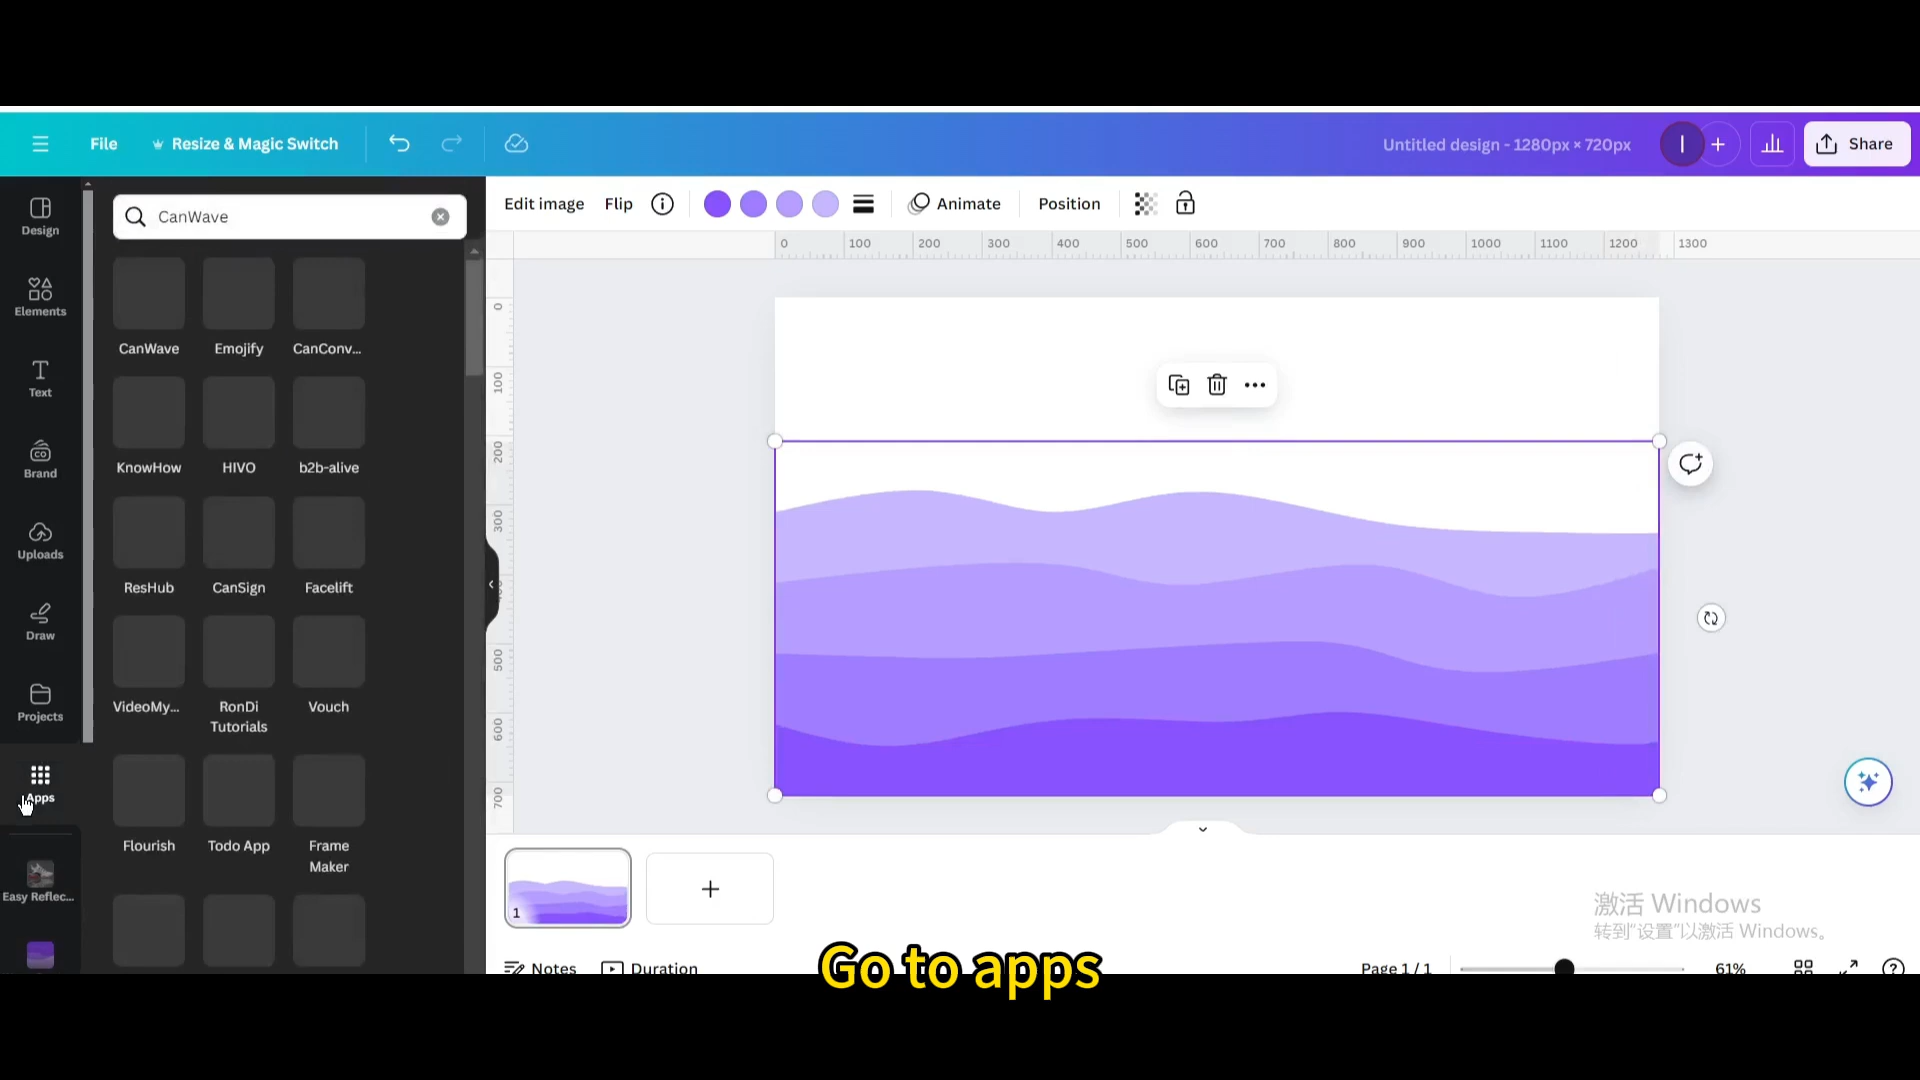 File
Resize & Magic Switch
Untitled design - 1280px × 720px
Share
Design
Elements
Text
Brand
Uploads
Draw
Projects
Apps
Easy Reflec...
CanWave
CanWave
Emojify
CanConv...
KnowHow
HIVO
b2b-alive
ResHub
CanSign
Facelift
VideoMy...
RonDi
Tutorials
Vouch
Flourish
Todo App
Frame
Maker
Edit image
Flip
Animate
Position
0 100 200 300 400 500 600 700 800 900 1000 1100 1200 1300
0
100
200
300
500
600
700
1
激活 Windows
转到"设置"以激活 Windows。
Notes
Duration
Page 1 / 1
61%
Go to apps